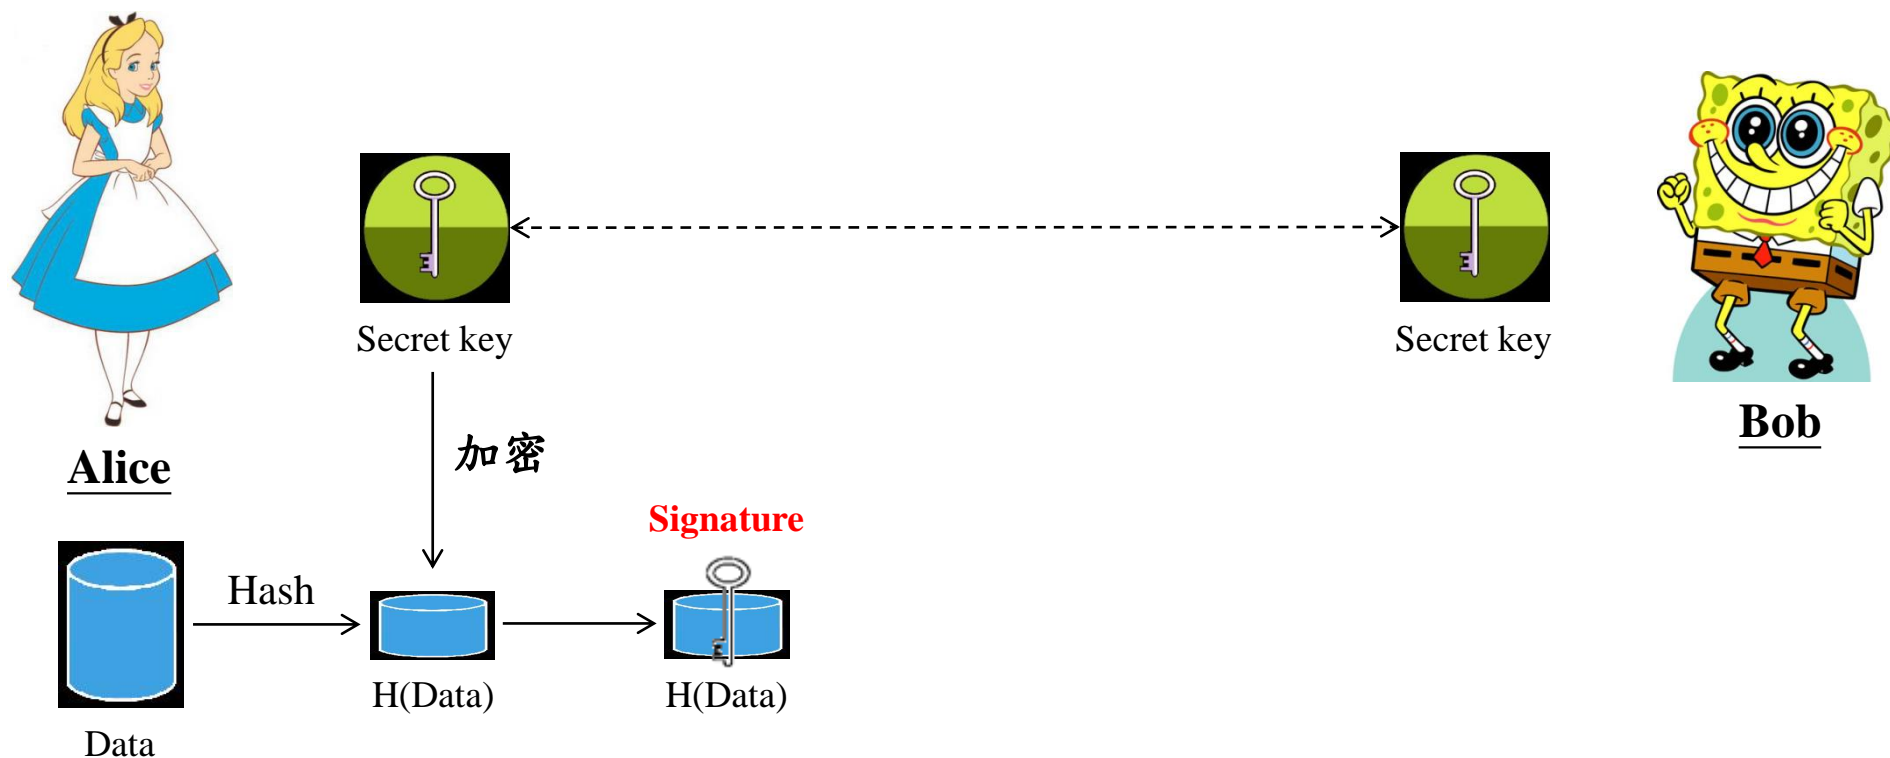 Secret key
Secret key
Alice
Bob
加密
Signature
Hash
H(Data)
H(Data)
Data